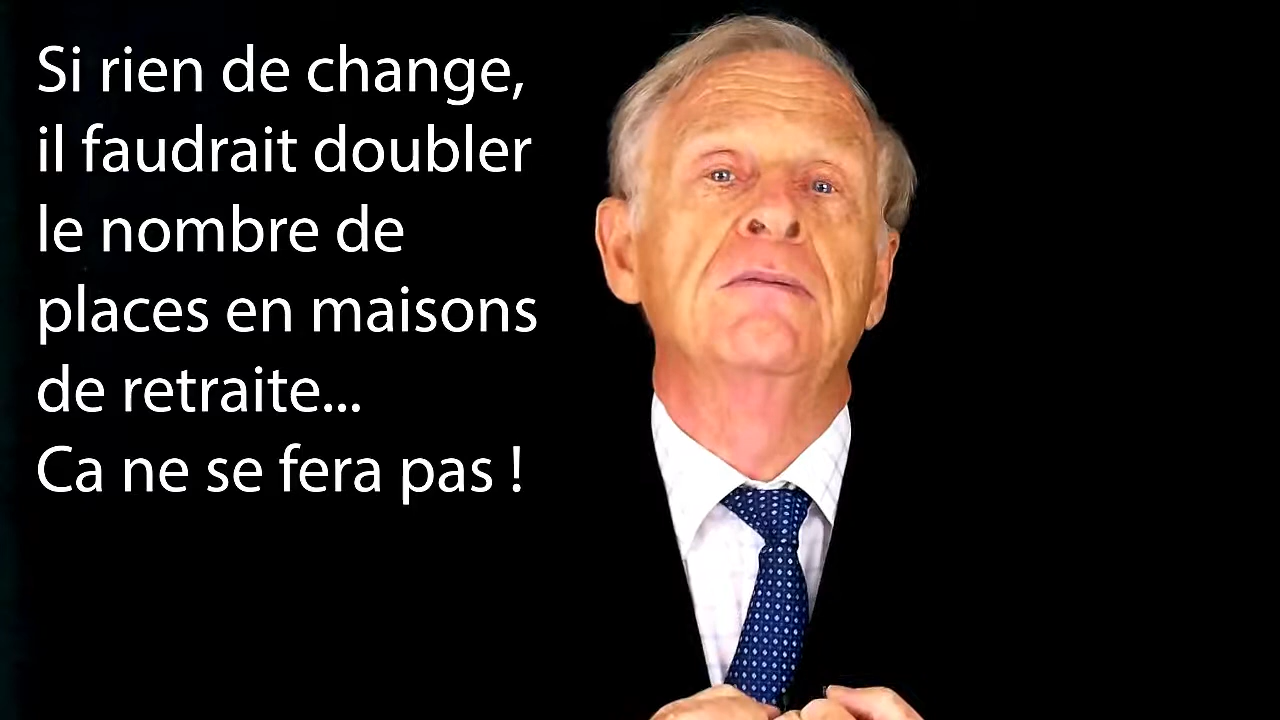 Si rien de change,
il faudrait doubler
le nombre de
places en maisons
de retraite...
Ca ne se fera pas !